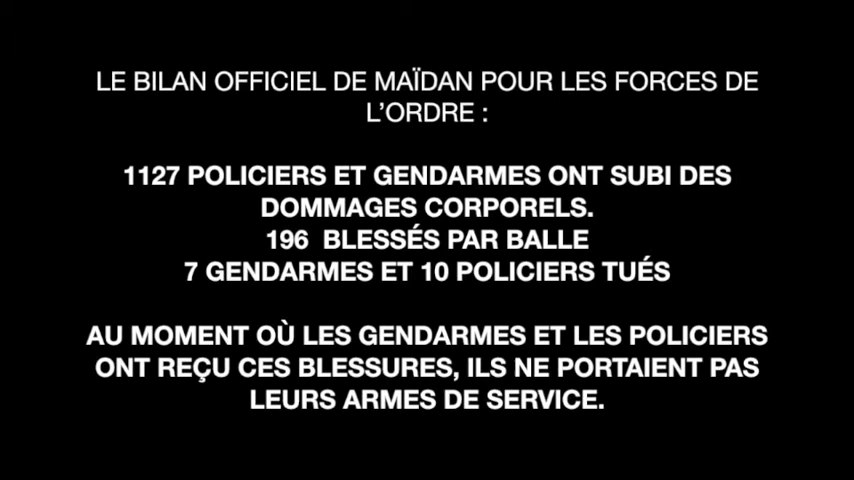 LE BILAN OFFICIEL DE MAÏDAN POUR LES FORCES DE
L'ORDRE :
1127 POLICIERS ET GENDARMES ONT SUBI DES
DOMMAGES CORPORELS.
196 BLESSÉS PAR BALLE
7 GENDARMES ET 10 POLICIERS TUÉS
AU MOMENT OÙ LES GENDARMES ET LES POLICIERS
ONT REÇU CES BLESSURES, ILS NE PORTAIENT PAS
LEURS ARMES DE SERVICE.